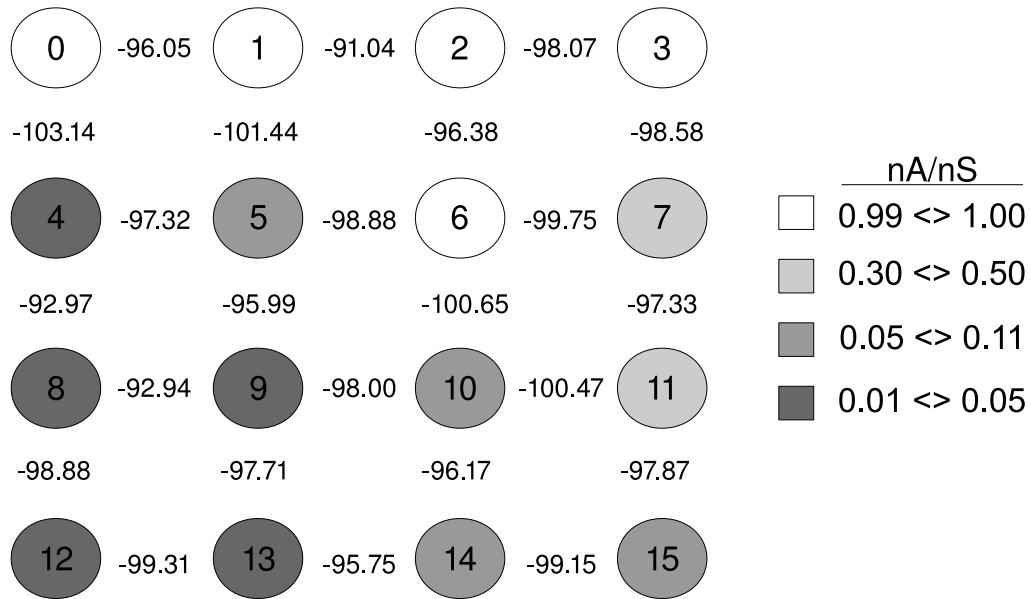 0 -96.05 1 -91.04 2 -98.07 3
-103.14 -101.44 -96.38 -98.58
4 -97.32 5 -98.88 6 -99.75 7
-92.97 -95.99 -100.65 -97.33
8 -92.94 9 -98.00 10 -100.47 11
-98.88 -97.71 -96.17 -97.87
12 -99.31 13 -95.75 14 -99.15 15
nA/nS
0.99 <> 1.00
0.30 <> 0.50
0.05 <> 0.11
0.01 <> 0.05